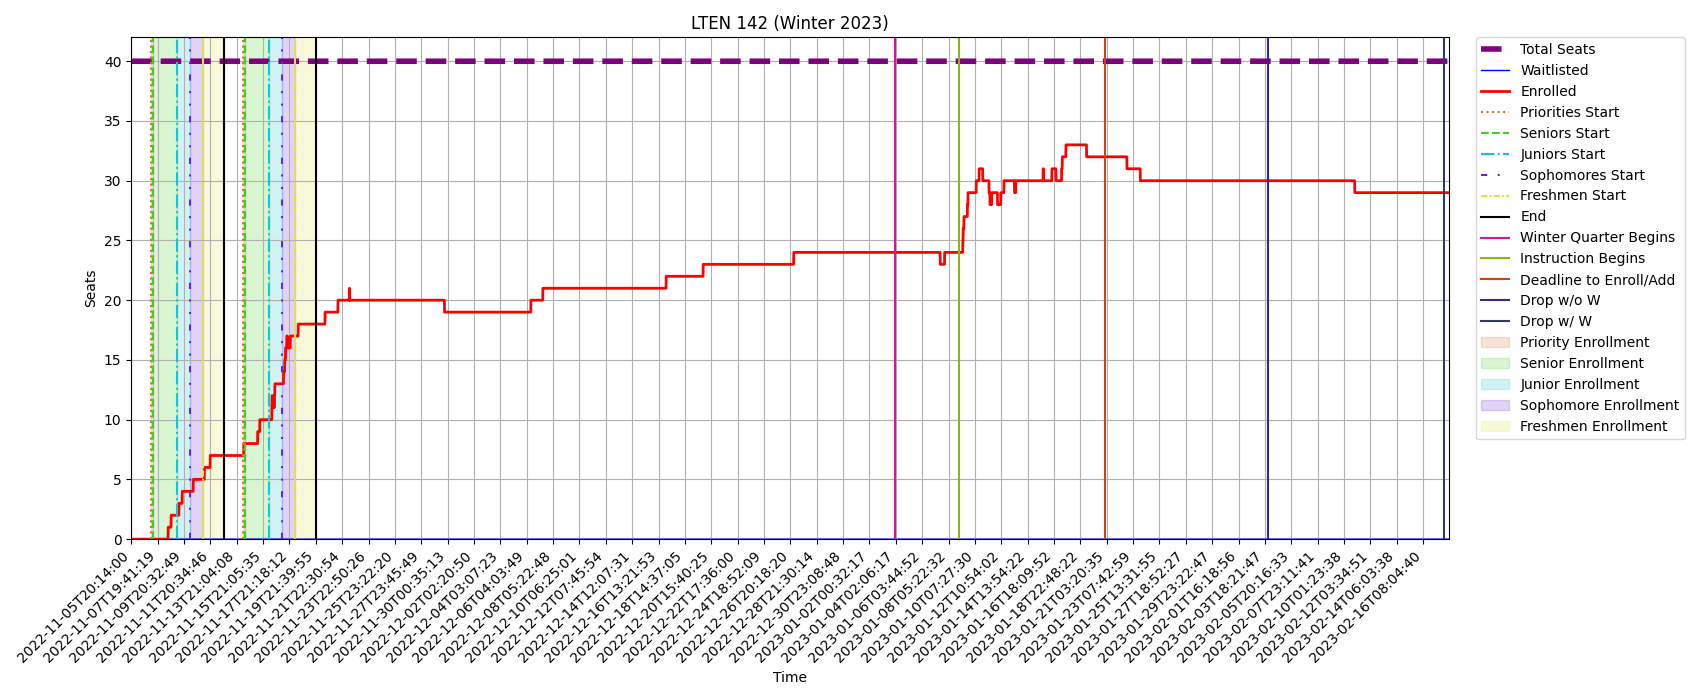 LTEN 142 (Winter 2023)
Seats
40
35
30
25
20
15
10
5
0
2022-11-05T20:14:00
2022-11-07T19:41:19
2022-11-09T20:32:49
2022-11-11T20:34:46
2022-11-13T21:04:08
2022-11-15T21:05:35
2022-11-17T21:18:12
2022-11-19T21:39:55
2022-11-21T22:30:54
2022-11-23T22:50:26
2022-11-25T23:22:20
2022-11-27T23:45:49
2022-11-30T00:35:13
2022-12-02T02:20:50
2022-12-04T03:07:23
2022-12-06T04:03:49
2022-12-08T05:22:48
2022-12-10T06:25:01
2022-12-12T07:45:54
2022-12-14T12:07:31
2022-12-16T13:21:53
2022-12-18T14:37:05
2022-12-20T15:40:25
2022-12-22T17:36:00
2022-12-24T18:52:09
2022-12-26T20:18:20
2022-12-28T21:30:14
2022-12-30T23:08:48
2023-01-02T00:32:17
2023-01-04T02:06:17
2023-01-06T03:44:52
2023-01-08T05:22:32
2023-01-10T07:27:30
2023-01-12T10:54:02
2023-01-14T13:54:22
2023-01-16T18:09:52
2023-01-18T22:48:22
2023-01-21T03:20:35
2023-01-23T07:42:59
2023-01-25T13:31:55
2023-01-27T18:52:27
2023-01-29T23:22:47
2023-02-01T16:18:56
2023-02-03T18:21:47
2023-02-05T20:16:33
2023-02-07T23:11:41
2023-02-10T01:23:38
2023-02-12T03:34:51
2023-02-14T06:03:38
2023-02-16T08:04:40
Time
Total Seats
Waitlisted
Enrolled
Priorities Start
Seniors Start
Juniors Start
Sophomores Start
Freshmen Start
End
Winter Quarter Begins
Instruction Begins
Deadline to Enroll/Add
Drop w/o W
Drop w/ W
Priority Enrollment
Senior Enrollment
Junior Enrollment
Sophomore Enrollment
Freshmen Enrollment